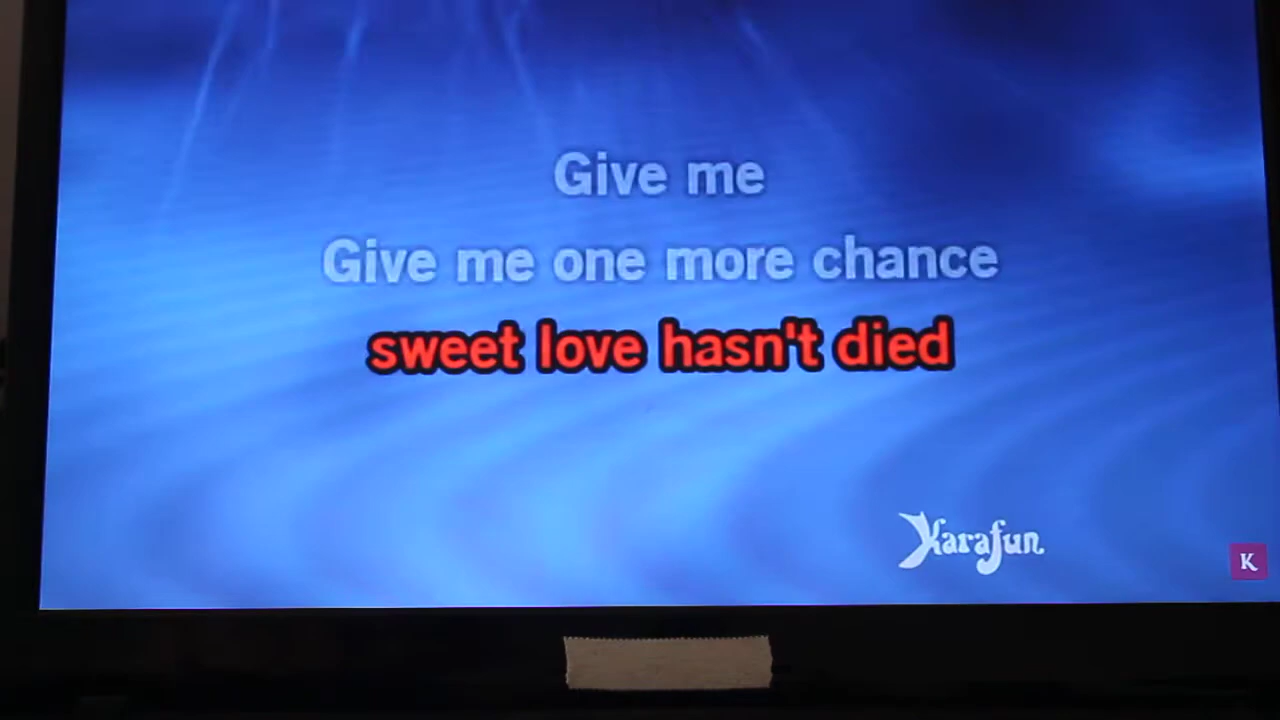 Give me
Give me one more chance
sweet love hasn't died
Karafun
K